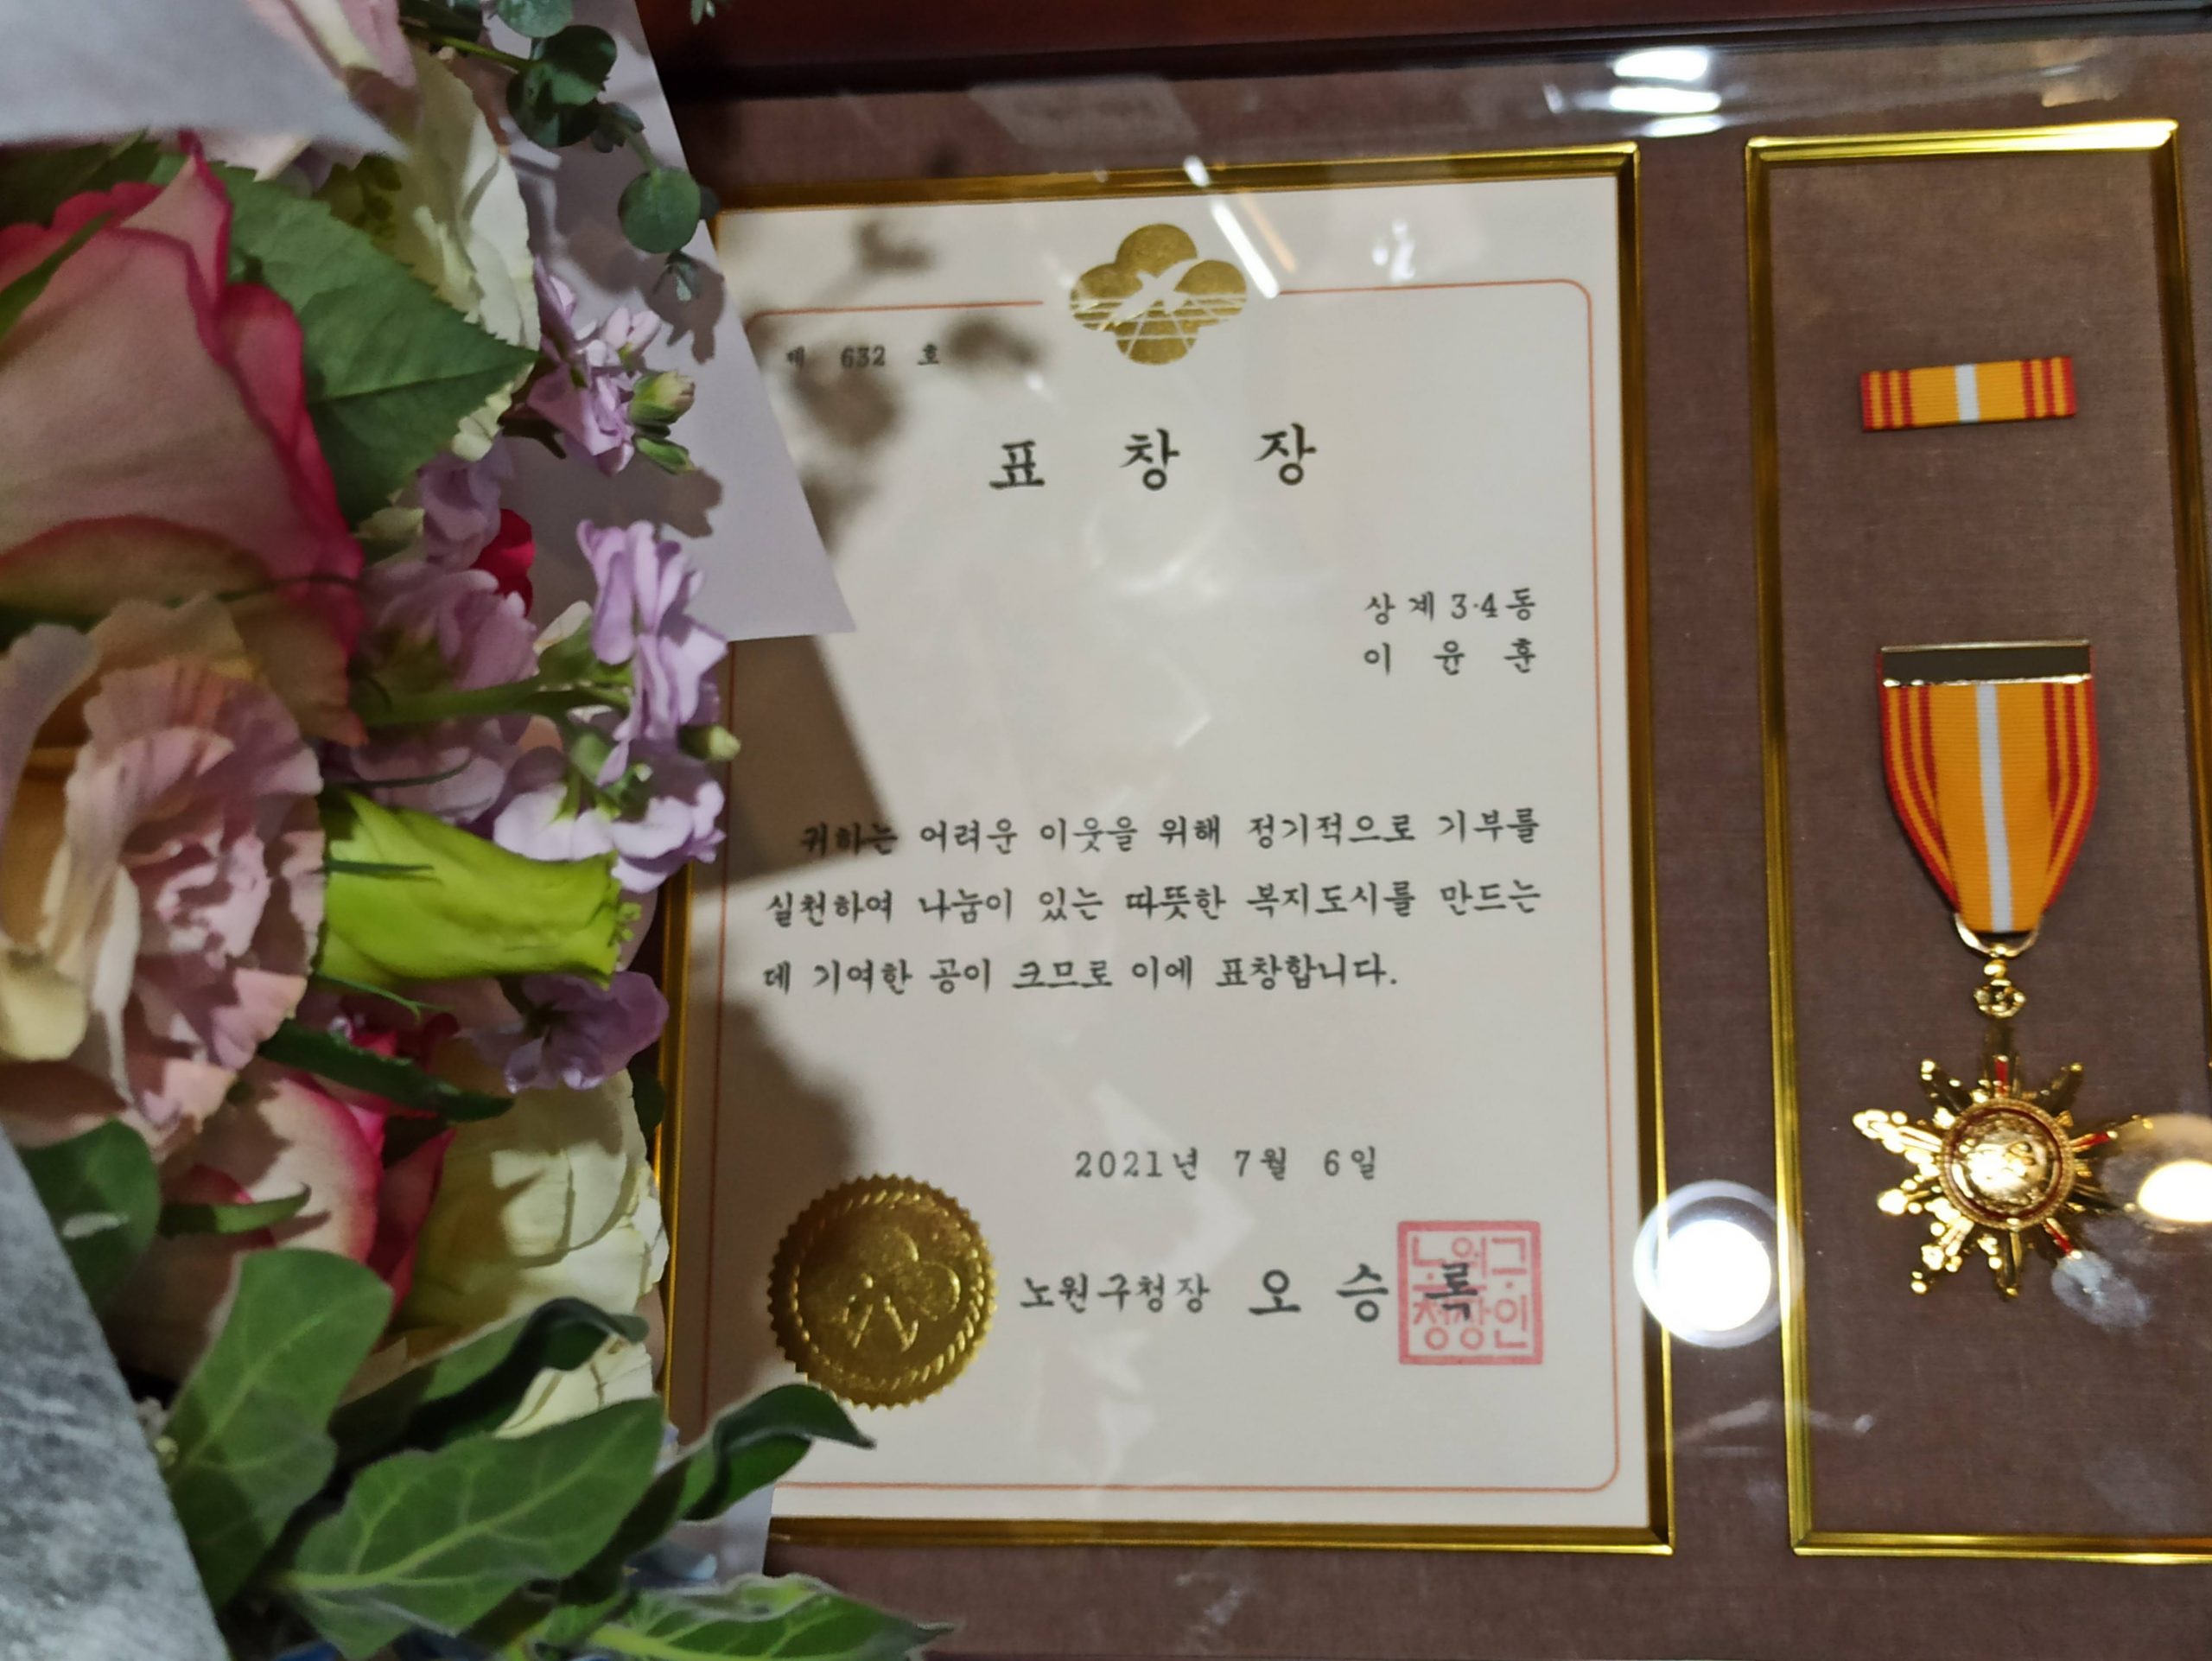 제 632 호
표 창 장
상계3·4동
이 윤 훈
귀하는 어려운 이웃을 위해 정기적으로 기부를
실천하여 나눔이 있는 따뜻한 복지도시를 만드는
데 기여한 공이 크므로 이에 표창합니다.
2021년 7월 6일
노원구청장 오 승 록
노원구
청장인